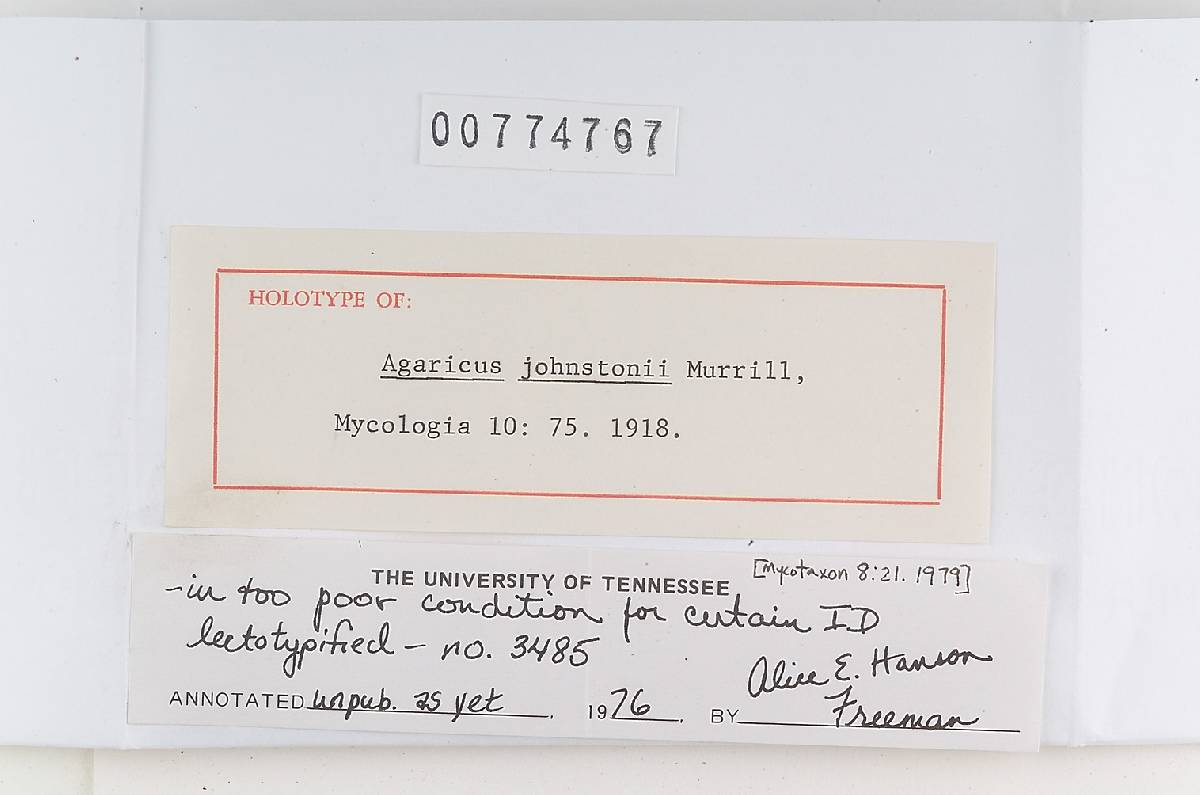 00774767
HOLOTYPE OF:
Agaricus johnstonii Murrill,
Mycologia 10: 75. 1918.
THE UNIVERSITY OF TENNESSEE [Mycotaxon 8:21. 1979]
-in too poor condition for certain ID
lectotypified - no. 3485
Alice E. Hanson
ANNOTATED unpub. as yet. 1976. BY Freeman